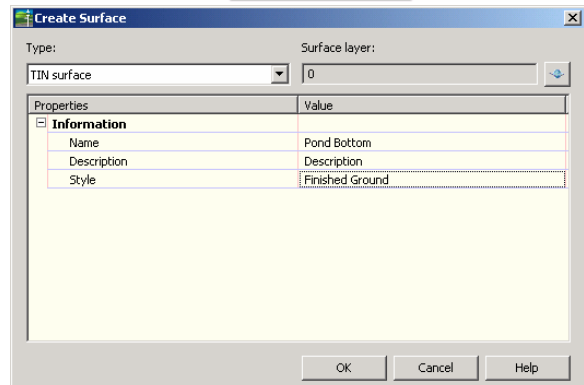 Create Surface
Type: Surface layer:
TIN surface 0
Properties Value
Information
Name Pond Bottom
Description Description
Style Finished Ground
OK Cancel Help